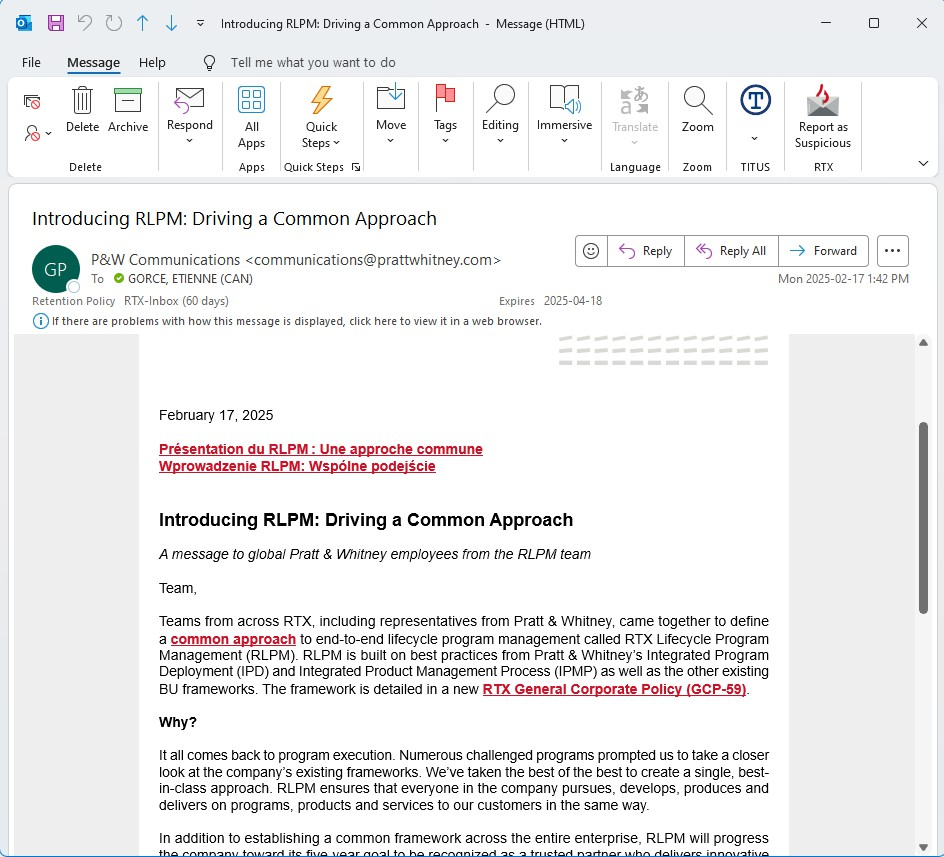 Introducing RLPM: Driving a Common Approach - Message (HTML)
File Message Help Tell me what you want to do
Delete
Archive
Respond
All
Apps
Quick
Steps
Move
Tags
Editing
Immersive
Translate
Zoom
Report as
Suspicious
Delete Apps Quick Steps Language Zoom TITUS RTX
Introducing RLPM: Driving a Common Approach
GP
P&W Communications <communications@prattwhitney.com>
To GORCE, ETIENNE (CAN)
Reply Reply All Forward
Mon 2025-02-17 1:42 PM
Retention Policy RTX-Inbox (60 days) Expires 2025-04-18
If there are problems with how this message is displayed, click here to view it in a web browser.
February 17, 2025
Présentation du RLPM : Une approche commune
Wprowadzenie RLPM: Wspólne podejście
Introducing RLPM: Driving a Common Approach
A message to global Pratt & Whitney employees from the RLPM team
Team,
Teams from across RTX, including representatives from Pratt & Whitney, came together to define
a common approach to end-to-end lifecycle program management called RTX Lifecycle Program
Management (RLPM). RLPM is built on best practices from Pratt & Whitney’s Integrated Program
Deployment (IPD) and Integrated Product Management Process (IPMP) as well as the other existing
BU frameworks. The framework is detailed in a new RTX General Corporate Policy (GCP-59).
Why?
It all comes back to program execution. Numerous challenged programs prompted us to take a closer
look at the company’s existing frameworks. We’ve taken the best of the best to create a single, best-
in-class approach. RLPM ensures that everyone in the company pursues, develops, produces and
delivers on programs, products and services to our customers in the same way.
In addition to establishing a common framework across the entire enterprise, RLPM will progress
the company toward its five-year goal to be recognized as a trusted partner who delivers innovative